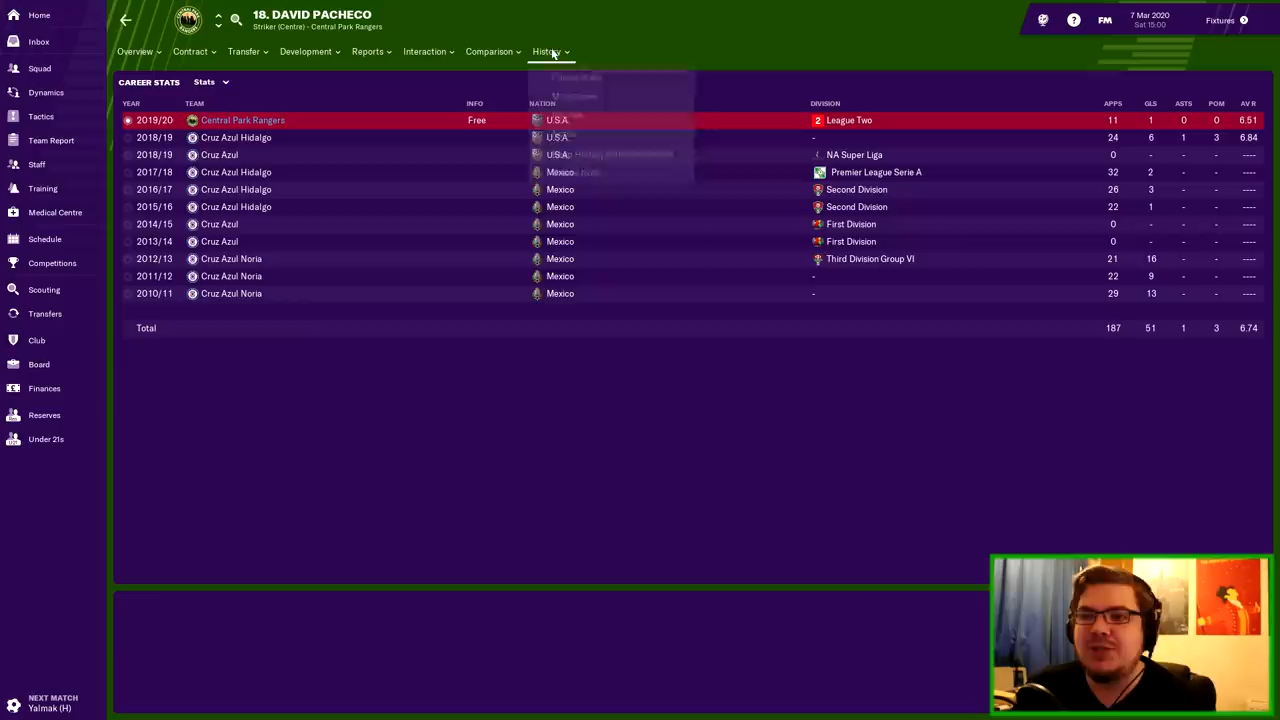 18. DAVID PACHECO
Striker (Centre) - Central Park Rangers
FM
7 Mar 2020
Sat 15:00
Fixtures
Home
Inbox
Squad
Dynamics
Tactics
Team Report
Staff
Training
Medical Centre
Schedule
Competitions
Scouting
Transfers
Club
Board
Finances
Reserves
Under 21s
NEXT MATCH
Yalmak (H)
Overview Contract Transfer Development Reports Interaction Comparison History
CAREER STATS Stats
YEAR TEAM INFO NATION DIVISION APPS GLS ASTS POM AV R
2019/20 Central Park Rangers Free U.S.A. 2 League Two 11 1 0 0 6.51
2018/19 Cruz Azul Hidalgo U.S.A. - 24 6 1 3 6.84
2018/19 Cruz Azul U.S.A. NA Super Liga 0 - - - ----
2017/18 Cruz Azul Hidalgo Mexico Premier League Serie A 32 2 - - ----
2016/17 Cruz Azul Hidalgo Mexico Second Division 26 3 - - ----
2015/16 Cruz Azul Hidalgo Mexico Second Division 22 1 - - ----
2014/15 Cruz Azul Mexico First Division 0 - - - ----
2013/14 Cruz Azul Mexico First Division 0 - - - ----
2012/13 Cruz Azul Noria Mexico Third Division Group VI 21 16 - - ----
2011/12 Cruz Azul Noria Mexico - 22 9 - - ----
2010/11 Cruz Azul Noria Mexico - 29 13 - - ----
Total 187 51 1 3 6.74